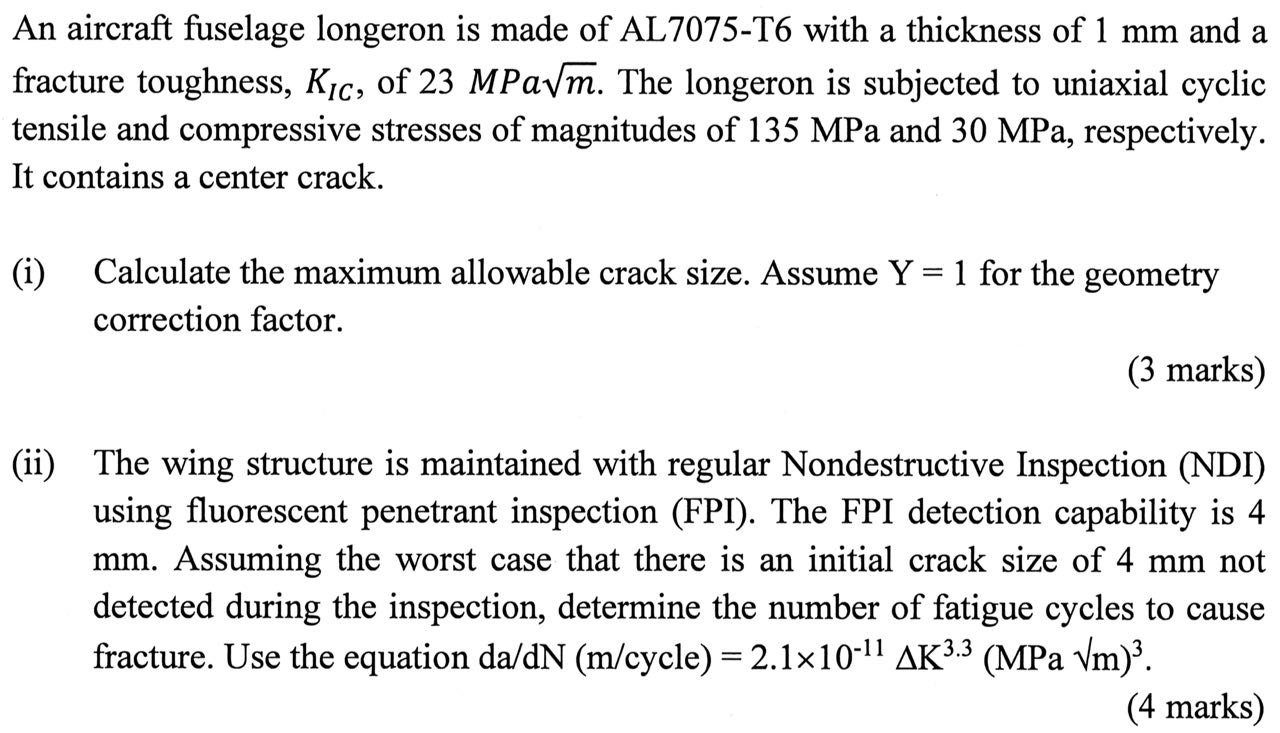 An aircraft fuselage longeron is made of AL7075-T6 with a thickness of 1 mm and a
fracture toughness, K_{IC}, of 23 MPa√m. The longeron is subjected to uniaxial cyclic
tensile and compressive stresses of magnitudes of 135 MPa and 30 MPa, respectively.
It contains a center crack.
(i) Calculate the maximum allowable crack size. Assume Y = 1 for the geometry
correction factor.
(3 marks)
(ii) The wing structure is maintained with regular Nondestructive Inspection (NDI)
using fluorescent penetrant inspection (FPI). The FPI detection capability is 4
mm. Assuming the worst case that there is an initial crack size of 4 mm not
detected during the inspection, determine the number of fatigue cycles to cause
fracture. Use the equation da/dN (m/cycle) = 2.1×10⁻¹¹ ΔK³·³ (MPa √m)³.
(4 marks)